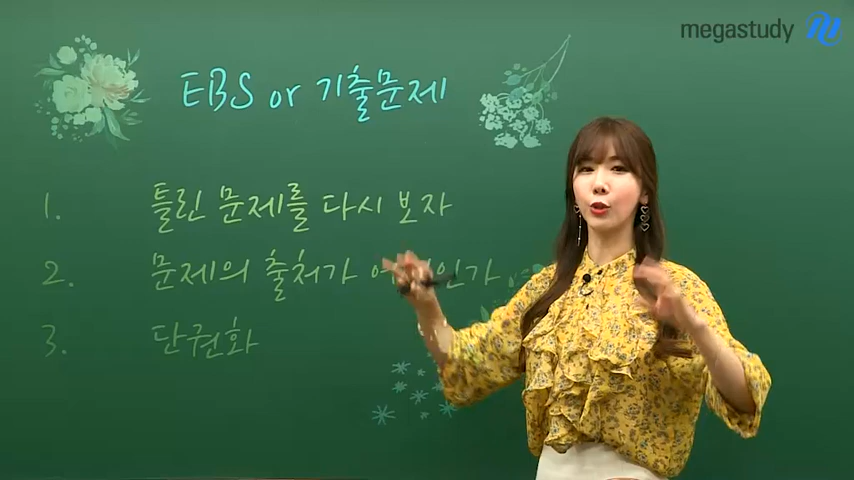 megastudy
EBS or 기출문제
1. 틀린 문제를 다시 보자
2. 문제의 출처가
3. 단권화